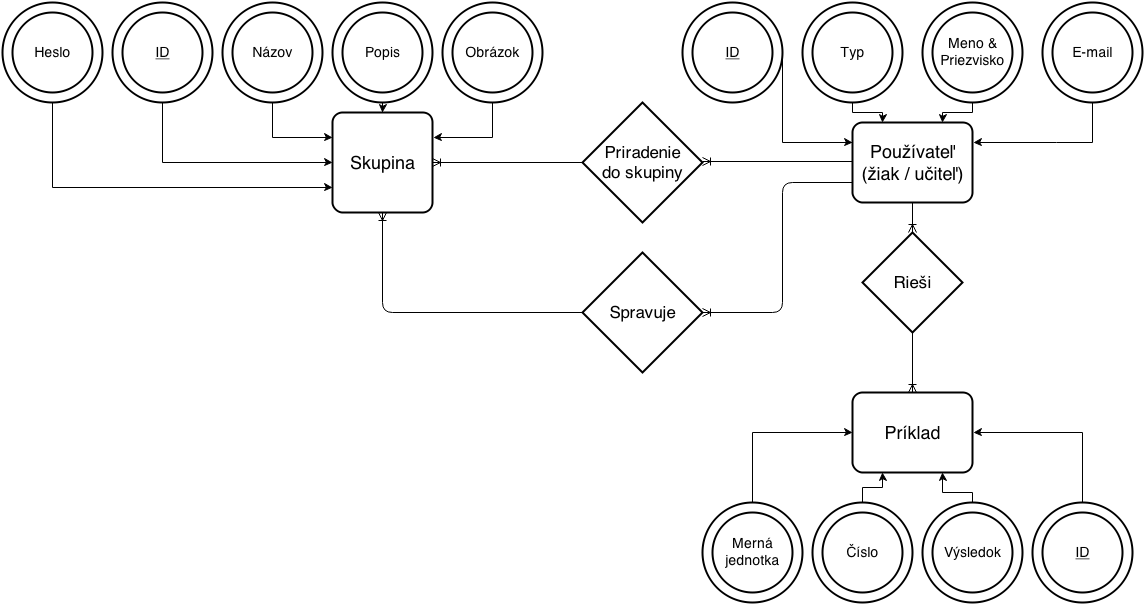 Heslo
ID
Názov
Popis
Obrázok
ID
Typ
Meno &
Priezvisko
E-mail
Skupina
Priradenie
do skupiny
Používateľ
(žiak / učiteľ)
Spravuje
Rieši
Príklad
Merná
jednotka
Číslo
Výsledok
ID